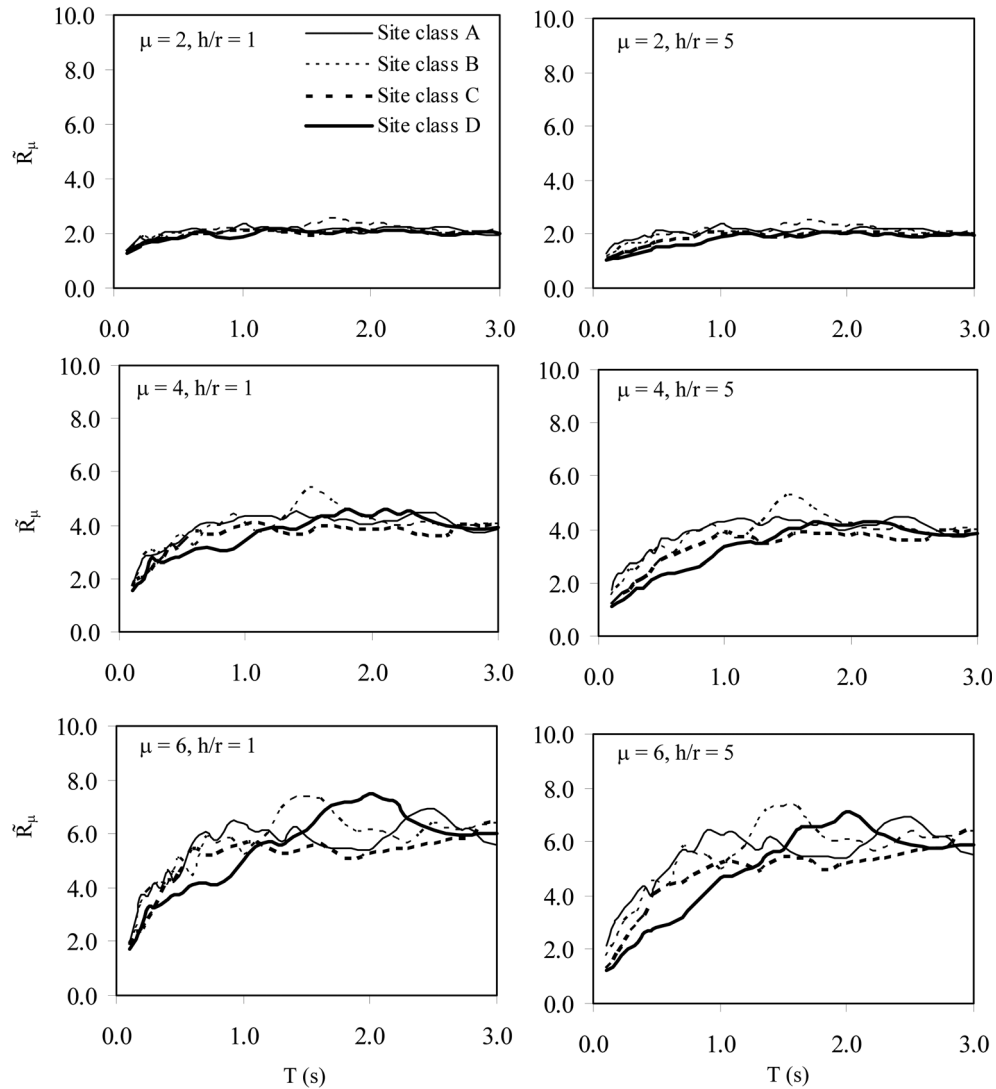 μ = 2, h/r = 1
Site class A
Site class B
Site class C
Site class D
R̃μ
10.0
8.0
6.0
4.0
2.0
0.0
0.0 1.0 2.0 3.0
μ = 2, h/r = 5
10.0
8.0
6.0
4.0
2.0
0.0
0.0 1.0 2.0 3.0
μ = 4, h/r = 1
R̃μ
10.0
8.0
6.0
4.0
2.0
0.0
0.0 1.0 2.0 3.0
μ = 4, h/r = 5
10.0
8.0
6.0
4.0
2.0
0.0
0.0 1.0 2.0 3.0
μ = 6, h/r = 1
R̃μ
10.0
8.0
6.0
4.0
2.0
0.0
0.0 1.0 2.0 3.0
T (s)
μ = 6, h/r = 5
10.0
8.0
6.0
4.0
2.0
0.0
0.0 1.0 2.0 3.0
T (s)